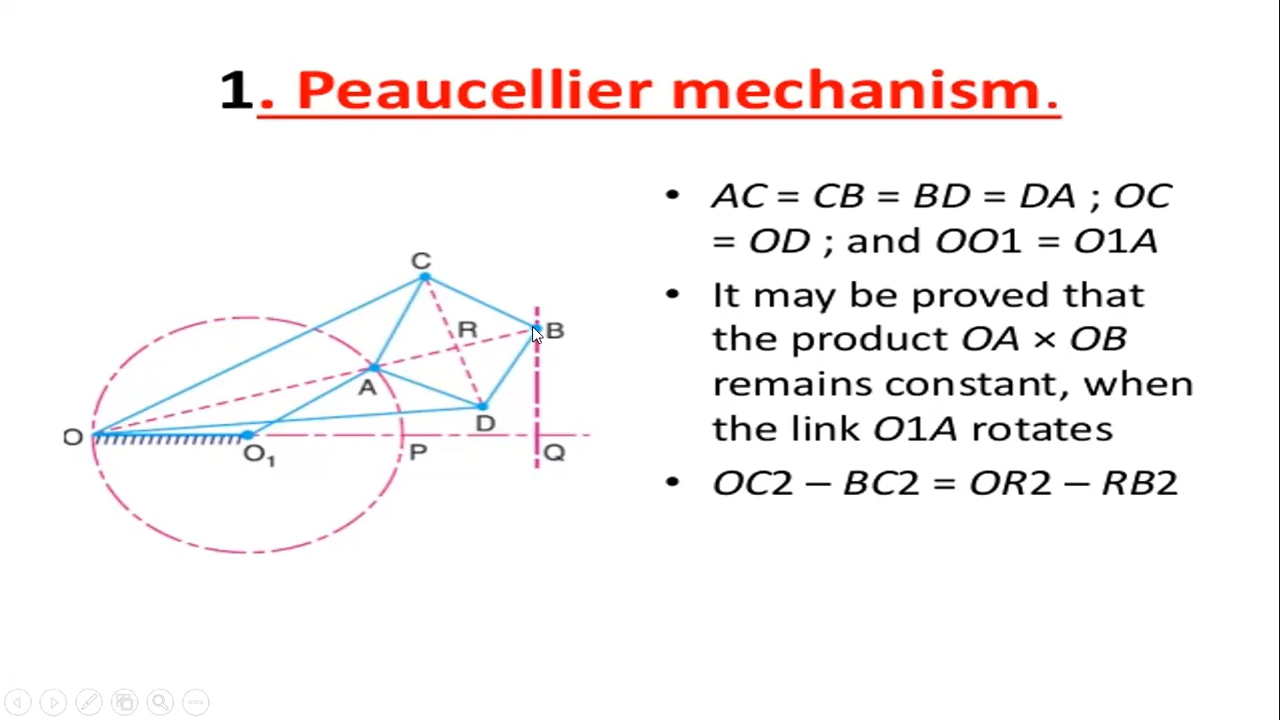 1. Peaucellier mechanism.
• AC = CB = BD = DA ; OC
= OD ; and OO1 = O1A
• It may be proved that
the product OA × OB
remains constant, when
the link O1A rotates
• OC2 – BC2 = OR2 – RB2
C
R
B
A
D
O
O1
P
Q